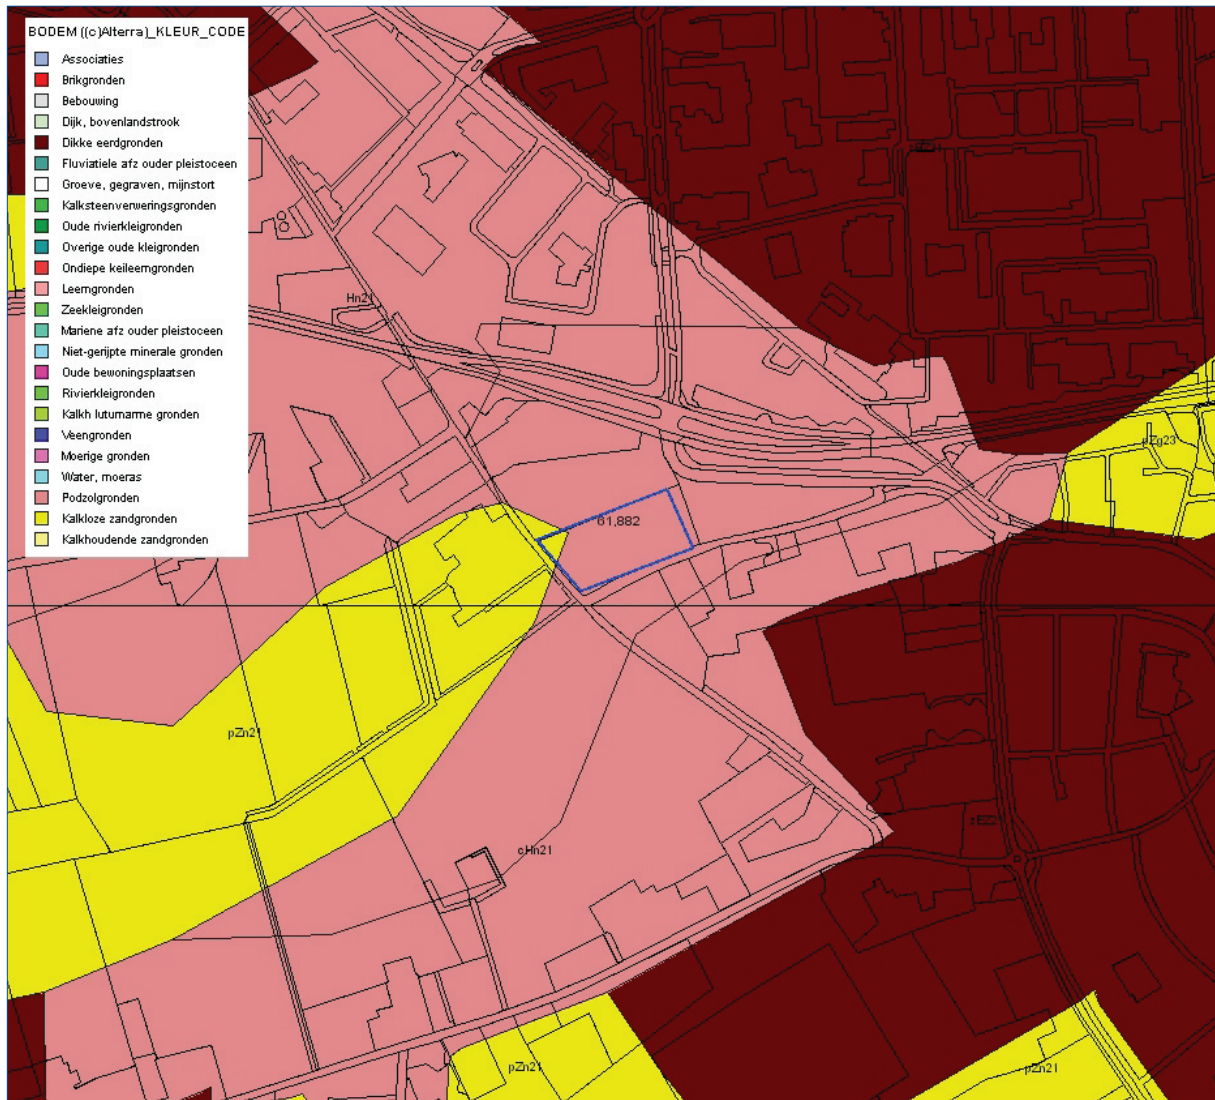 BODEM ((c)Alterra)_KLEUR_CODE
Associaties
Brikgronden
Bebouwing
Dijk, bovenlandstrook
Dikke eerdgronden
Fluviatiele afz ouder pleistoceen
Groeve, gegraven, mijnstort
Kalksteenverweringsgronden
Oude rivierkleigronden
Overige oude kleigronden
Ondiepe keileemgronden
Leemgronden
Zeekleigronden
Mariene afz ouder pleistoceen
Niet-gerijpte minerale gronden
Oude bewoningsplaatsen
Rivierkleigronden
Kalkh lutumarme gronden
Veengronden
Moerige gronden
Water, moeras
Podzolgronden
Kalkloze zandgronden
Kalkhoudende zandgronden
Hn21
pZg23
61,882
pZn21
cHn21
pZn21
pZn21